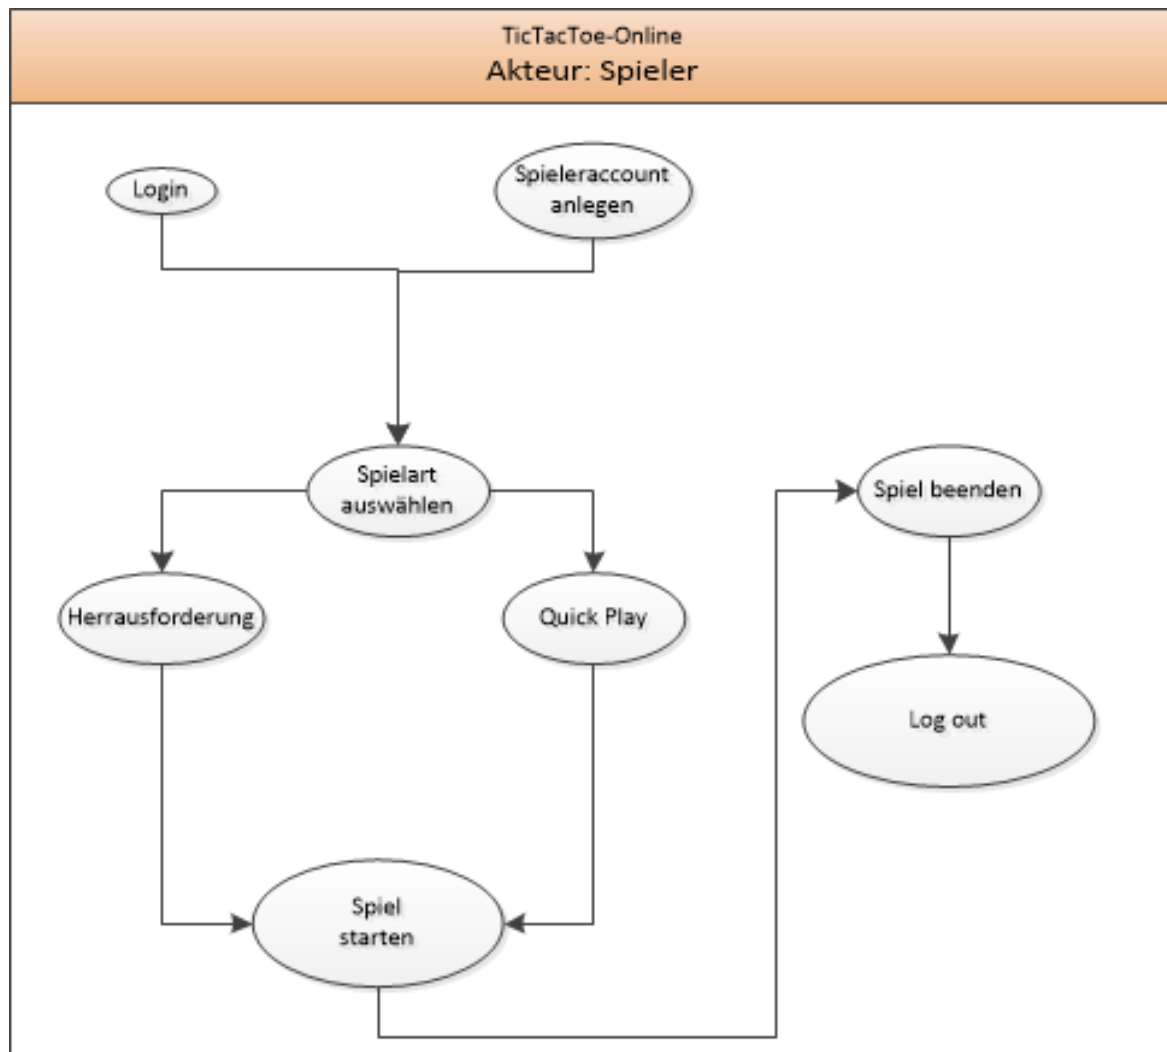 TicTacToe-Online
Akteur: Spieler
Login
Spieleraccount
anlegen
Spielart
auswählen
Spiel beenden
Herrausforderung
Quick Play
Log out
Spiel
starten